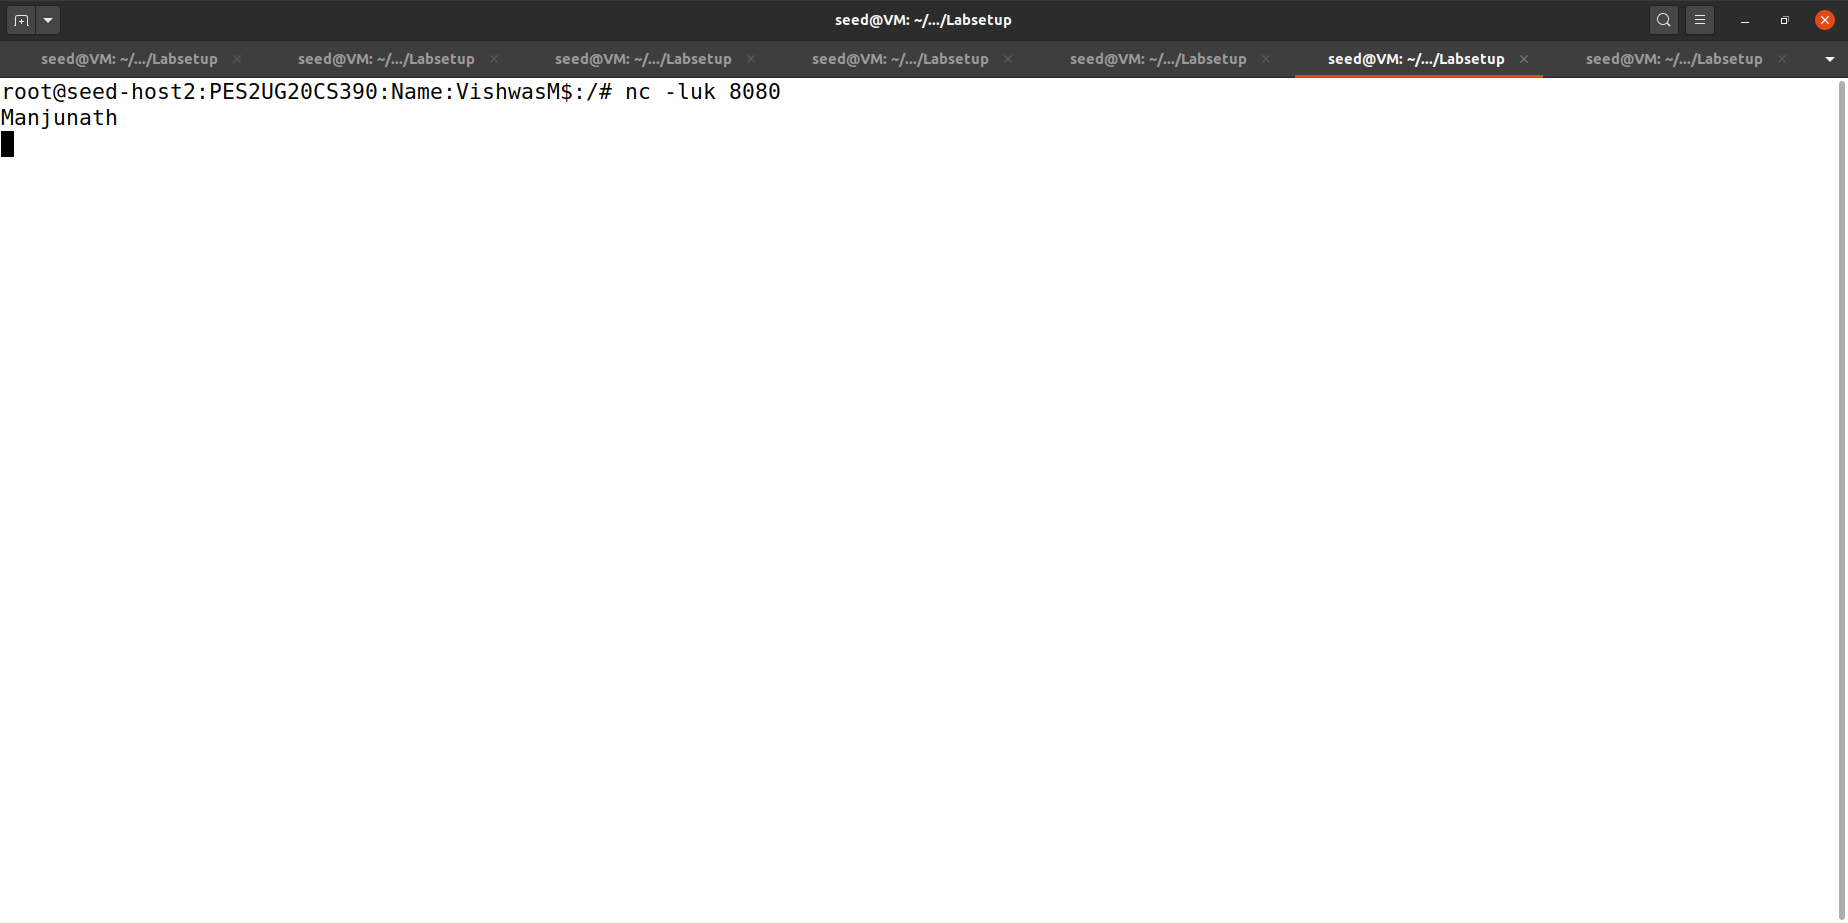 seed@VM: ~/.../Labsetup
seed@VM: ~/.../Labsetup seed@VM: ~/.../Labsetup seed@VM: ~/.../Labsetup seed@VM: ~/.../Labsetup seed@VM: ~/.../Labsetup seed@VM: ~/.../Labsetup seed@VM: ~/.../Labsetup
root@seed-host2:PES2UG20CS390:Name:VishwasM$:/# nc -luk 8080
Manjunath